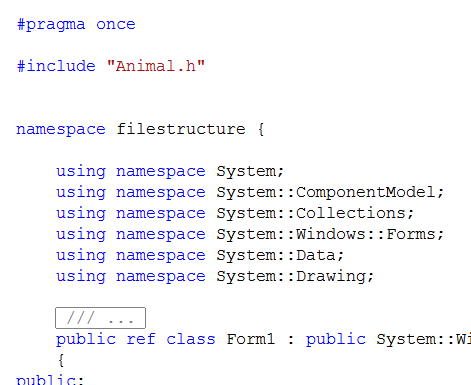 #pragma once
#include "Animal.h"
namespace filestructure {
using namespace System;
using namespace System::ComponentModel;
using namespace System::Collections;
using namespace System::Windows::Forms;
using namespace System::Data;
using namespace System::Drawing;
/// ...
public ref class Form1 : public System::Wi
{
public: